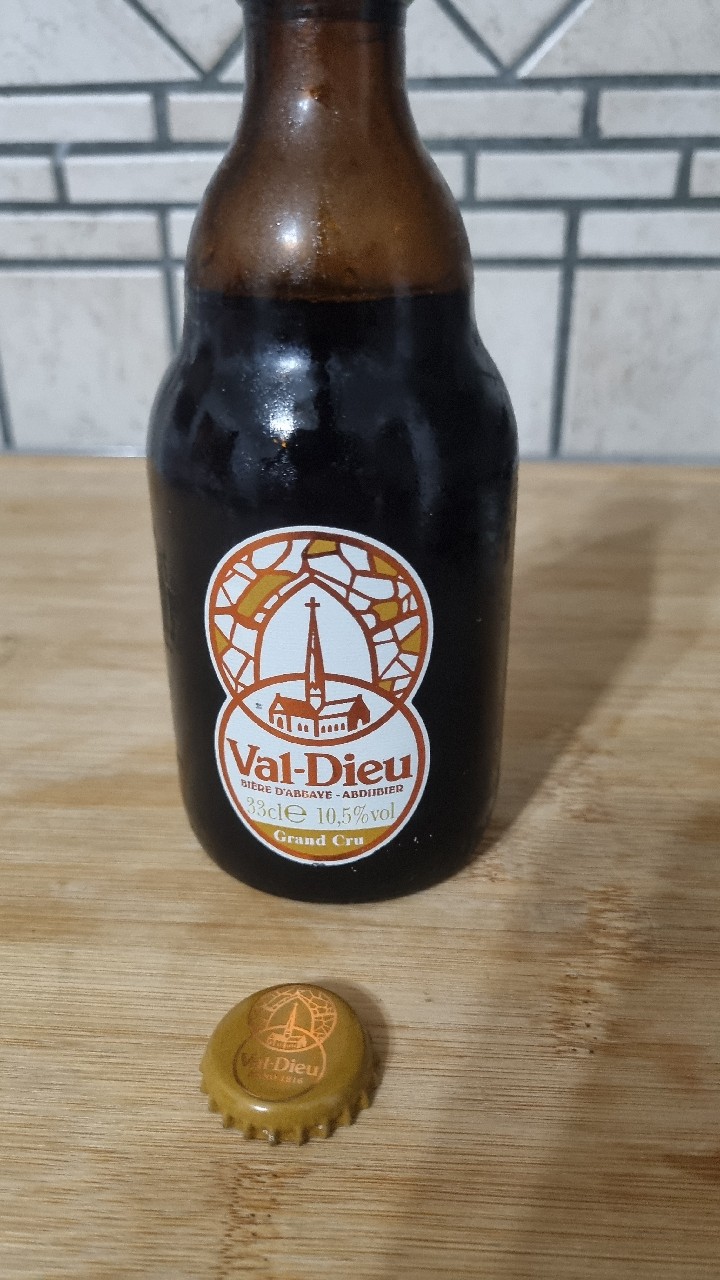 Val-Dieu
BIÈRE D'ABBAYE - ABDIJBIER
33cl℮ 10,5%vol
Grand Cru
Val-Dieu